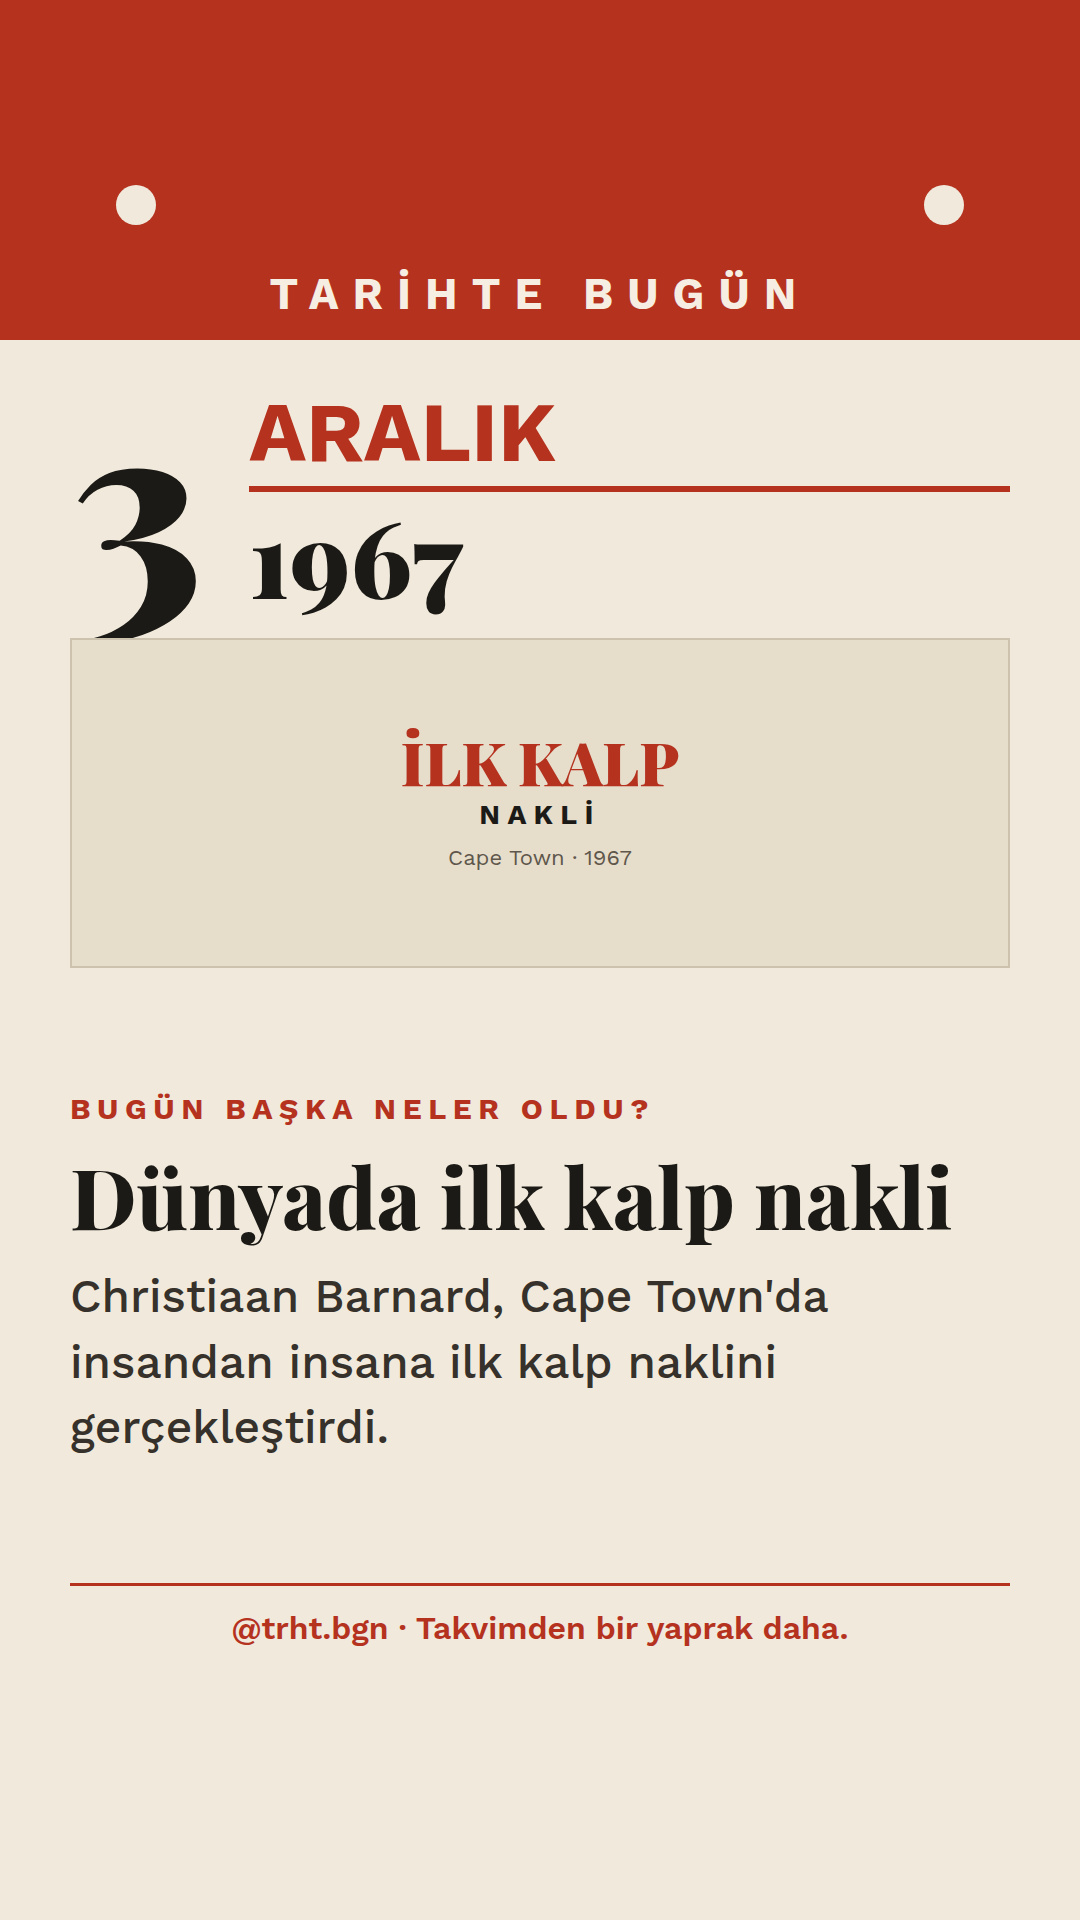 TARİHTE BUGÜN
3
ARALIK
1967
İLK KALP
NAKLİ
Cape Town · 1967
BUGÜN BAŞKA NELER OLDU?
Dünyada ilk kalp nakli
Christiaan Barnard, Cape Town'da
insandan insana ilk kalp naklini
gerçekleştirdi.
@trht.bgn · Takvimden bir yaprak daha.